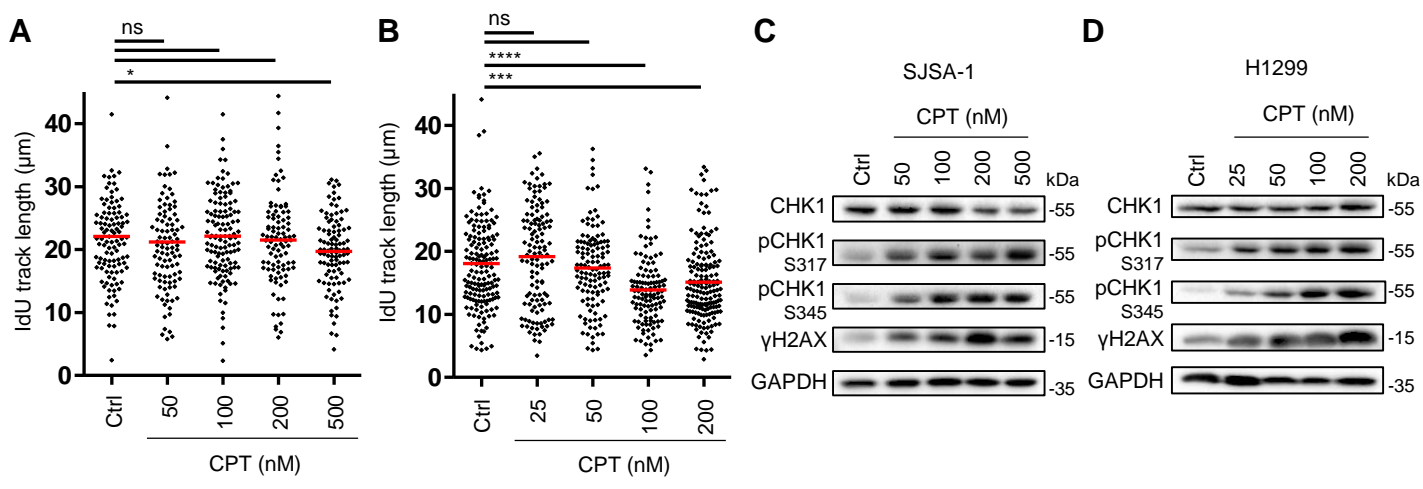 A
ns
*
IdU track length (μm)
40
30
20
10
0
Ctrl
50
100
200
500
CPT (nM)
B
ns
****
***
IdU track length (μm)
40
30
20
10
0
Ctrl
25
50
100
200
CPT (nM)
C
SJSA-1
CPT (nM)
Ctrl 50 100 200 500 kDa
CHK1 -55
pCHK1 -55
S317
pCHK1 -55
S345
γH2AX -15
GAPDH -35
D
H1299
CPT (nM)
Ctrl 25 50 100 200 kDa
CHK1 -55
pCHK1 -55
S317
pCHK1 -55
S345
γH2AX -15
GAPDH -35